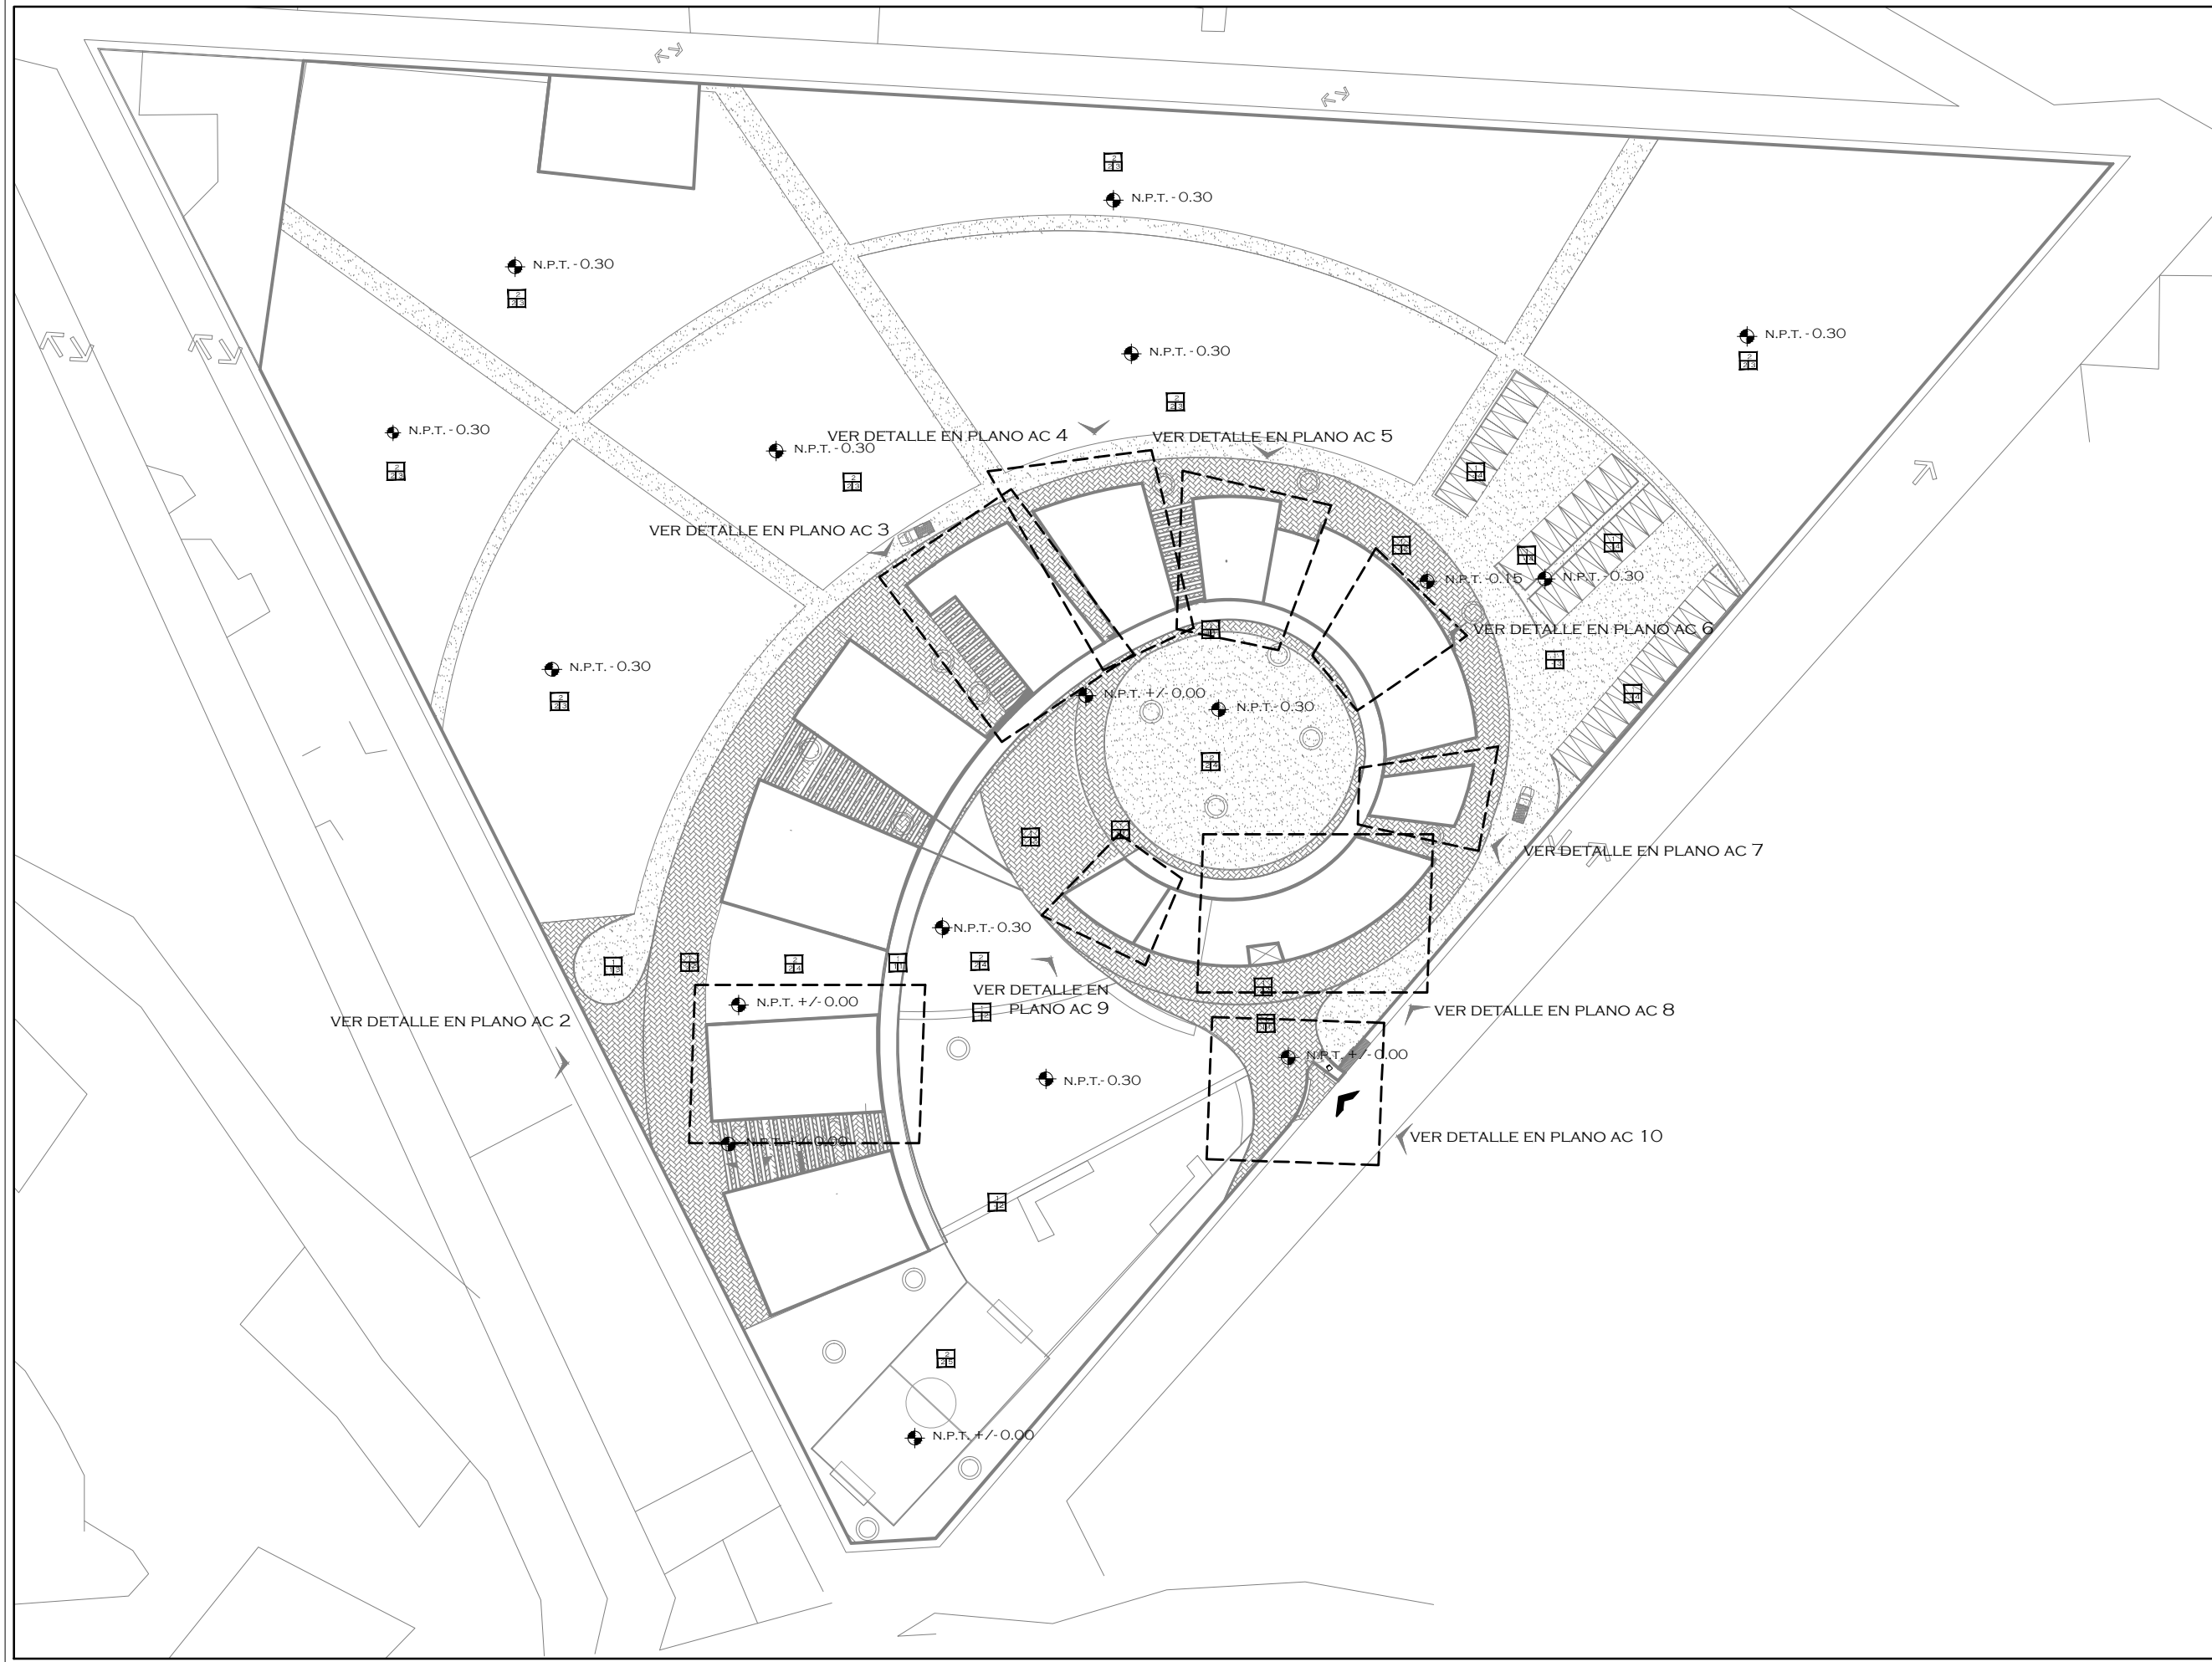 N.P.T. - 0.30
N.P.T. - 0.30
N.P.T. - 0.30
N.P.T. - 0.30
N.P.T. - 0.30
VER DETALLE EN PLANO AC 4
VER DETALLE EN PLANO AC 5
N.P.T. - 0.30
VER DETALLE EN PLANO AC 3
N.P.T. -0.15
N.P.T. - 0.30
VER DETALLE EN PLANO AC 6
N.P.T. - 0.30
N.P.T. +/- 0.00
N.P.T. - 0.30
VER DETALLE EN PLANO AC 7
N.P.T.- 0.30
VER DETALLE EN
PLANO AC 9
N.P.T. +/- 0.00
VER DETALLE EN PLANO AC 8
VER DETALLE EN PLANO AC 2
N.P.T. +/- 0.00
N.P.T.- 0.30
VER DETALLE EN PLANO AC 10
N.P.T. +/- 0.00
N.P.T. +/- 0.00